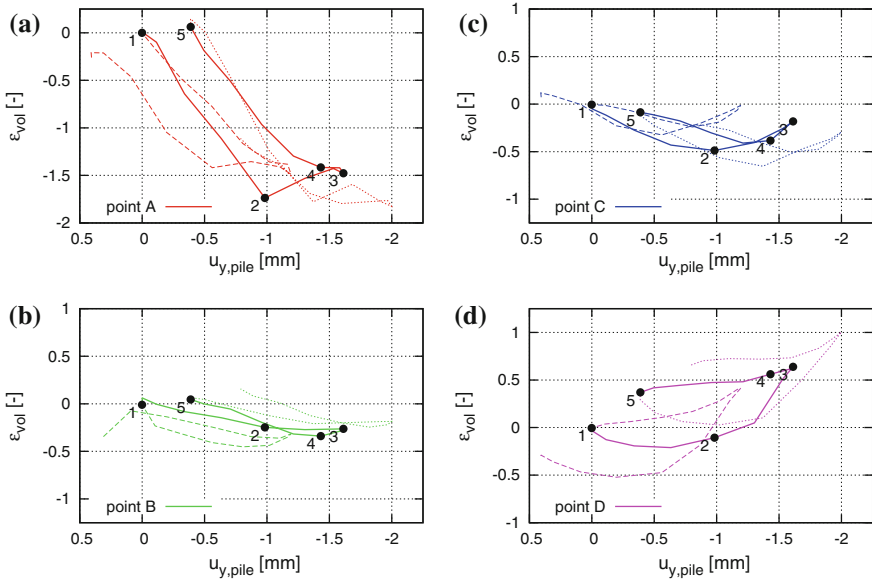 (a)
0
-0.5
-1
-1.5
-2
ε_vol [-]
1
5
4
3
2
point A
0.5 0 -0.5 -1 -1.5 -2
u_y,pile [mm]
(c)
1
0.5
0
-0.5
-1
ε_vol [-]
1
5
3
4
2
point C
0.5 0 -0.5 -1 -1.5 -2
u_y,pile [mm]
(b)
1
0.5
0
-0.5
-1
ε_vol [-]
1
5
2
4
3
point B
0.5 0 -0.5 -1 -1.5 -2
u_y,pile [mm]
(d)
1
0.5
0
-0.5
-1
ε_vol [-]
4
3
5
1
2
point D
0.5 0 -0.5 -1 -1.5 -2
u_y,pile [mm]